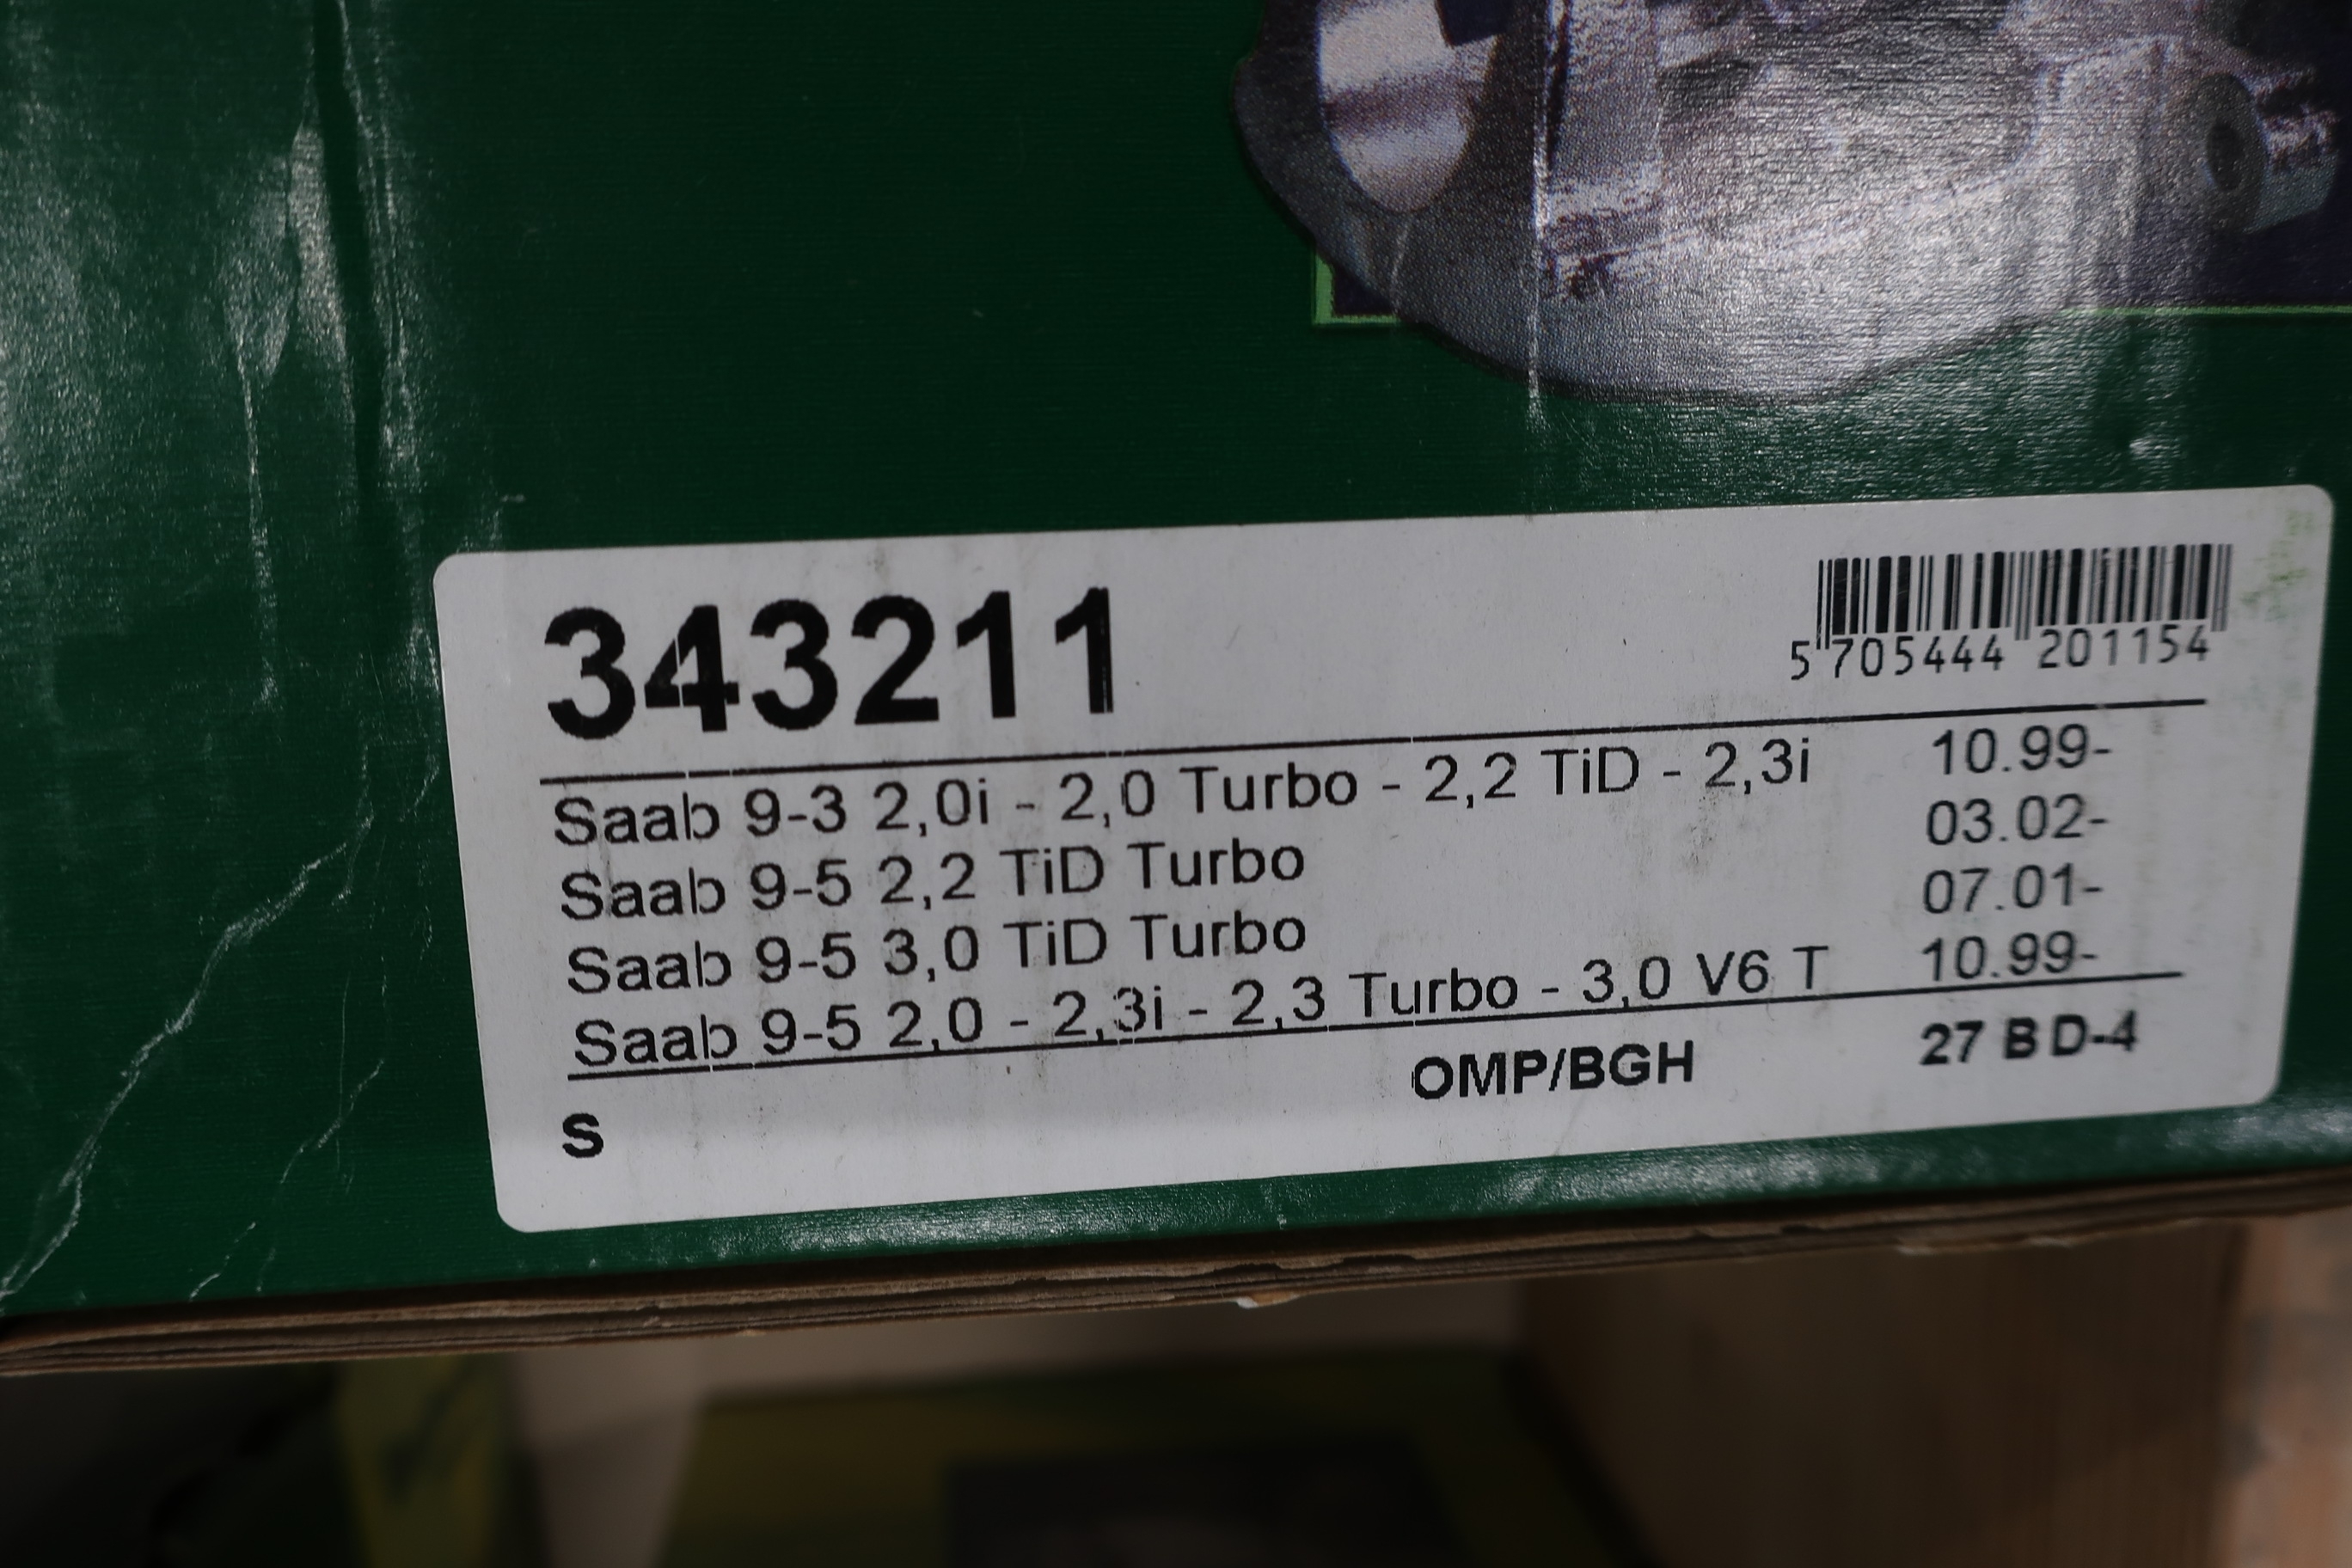 343211
5 705444 201154
Saab 9-3 2,0i - 2,0 Turbo - 2,2 TiD - 2,3i 10.99-
Saab 9-5 2,2 TiD Turbo 03.02-
Saab 9-5 3,0 TiD Turbo 07.01-
Saab 9-5 2,0 - 2,3i - 2,3 Turbo - 3,0 V6 T 10.99-
S OMP/BGH 27 B D-4